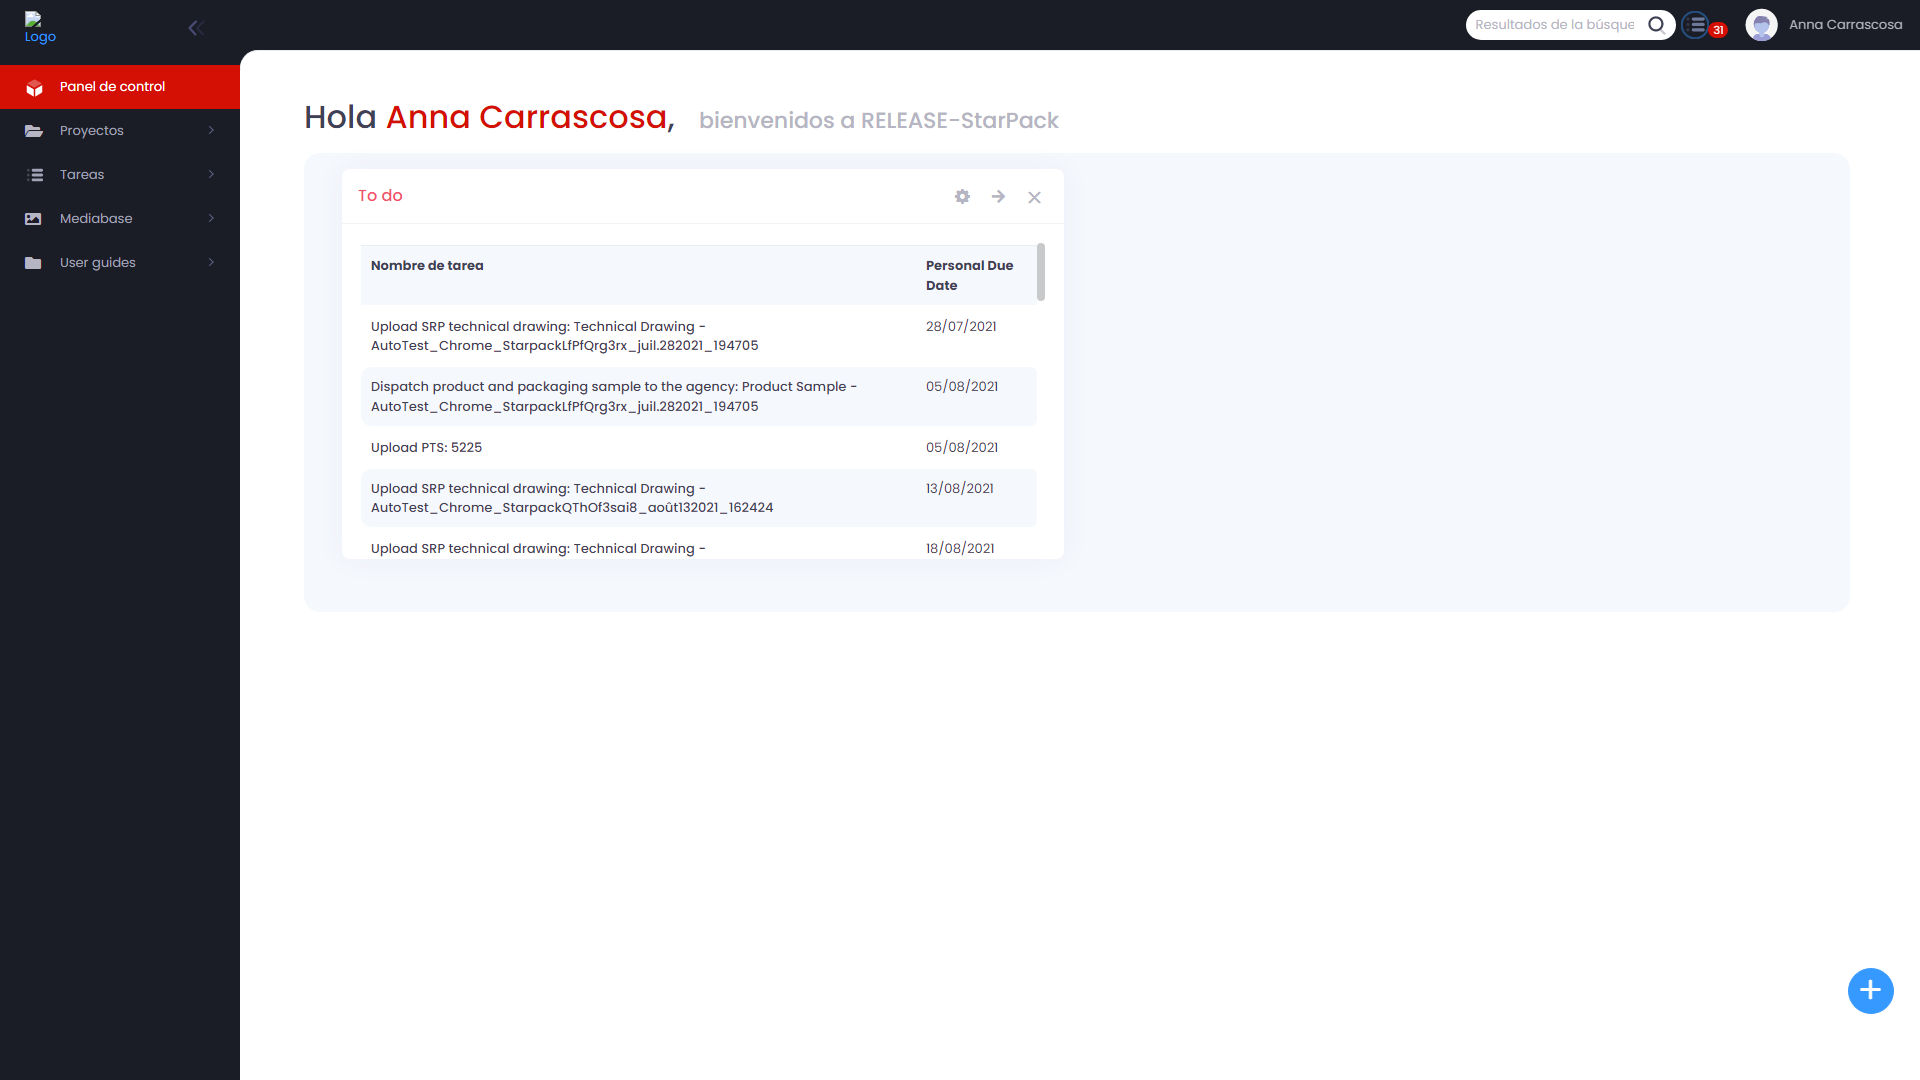 Logo
Anna Carrascosa
31
Panel de control
Proyectos
Tareas
Mediabase
User guides
Hola Anna Carrascosa, bienvenidos a RELEASE-StarPack
To do
Nombre de tarea
Personal Due
Date
Upload SRP technical drawing: Technical Drawing -
AutoTest_Chrome_StarpackLfPfQrg3rx_juil.282021_194705
28/07/2021
Dispatch product and packaging sample to the agency: Product Sample -
AutoTest_Chrome_StarpackLfPfQrg3rx_juil.282021_194705
05/08/2021
Upload PTS: 5225
05/08/2021
Upload SRP technical drawing: Technical Drawing -
AutoTest_Chrome_StarpackQThOf3sai8_août132021_162424
13/08/2021
Upload SRP technical drawing: Technical Drawing -
18/08/2021
Resultados de la búsque